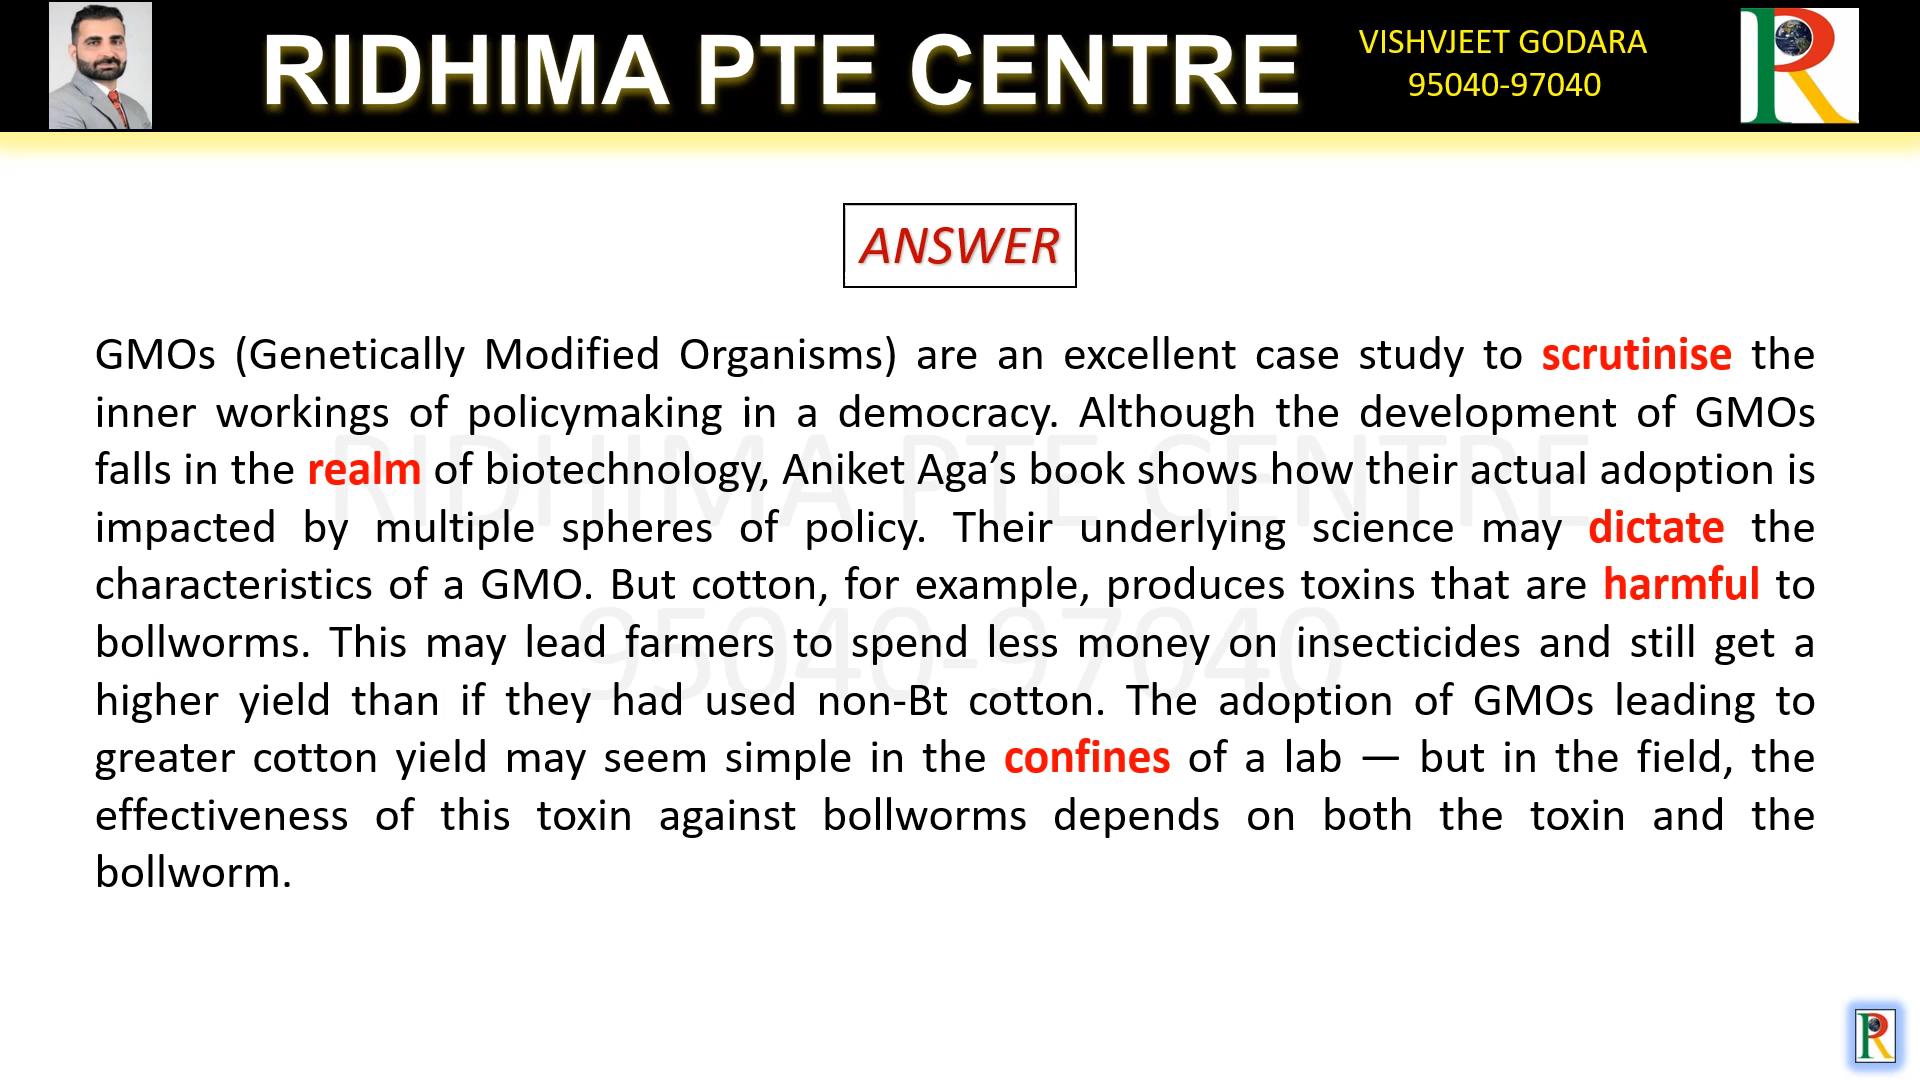 RIDHIMA PTE CENTRE
VISHVJEET GODARA
95040-97040
ANSWER
GMOs (Genetically Modified Organisms) are an excellent case study to scrutinise the
inner workings of policymaking in a democracy. Although the development of GMOs
falls in the realm of biotechnology, Aniket Aga’s book shows how their actual adoption is
impacted by multiple spheres of policy. Their underlying science may dictate the
characteristics of a GMO. But cotton, for example, produces toxins that are harmful to
bollworms. This may lead farmers to spend less money on insecticides and still get a
higher yield than if they had used non-Bt cotton. The adoption of GMOs leading to
greater cotton yield may seem simple in the confines of a lab — but in the field, the
effectiveness of this toxin against bollworms depends on both the toxin and the
bollworm.
RIDHIMA PTE CENTRE
95040-97040